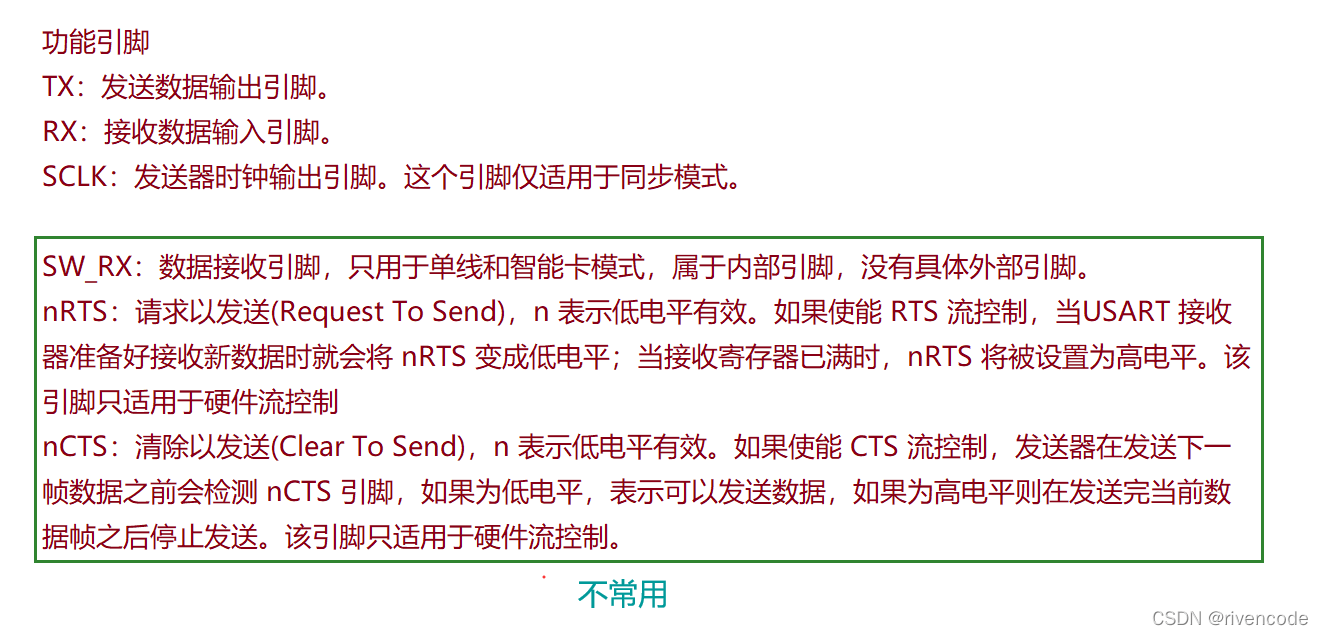 功能引脚
TX：发送数据输出引脚。
RX：接收数据输入引脚。
SCLK：发送器时钟输出引脚。这个引脚仅适用于同步模式。
SW_RX：数据接收引脚，只用于单线和智能卡模式，属于内部引脚，没有具体外部引脚。
nRTS：请求以发送(Request To Send)，n 表示低电平有效。如果使能 RTS 流控制，当USART 接收
器准备好接收新数据时就会将 nRTS 变成低电平；当接收寄存器已满时，nRTS 将被设置为高电平。该
引脚只适用于硬件流控制
nCTS：清除以发送(Clear To Send)，n 表示低电平有效。如果使能 CTS 流控制，发送器在发送下一
帧数据之前会检测 nCTS 引脚，如果为低电平，表示可以发送数据，如果为高电平则在发送完当前数
据帧之后停止发送。该引脚只适用于硬件流控制。
不常用
CSDN @rivencode